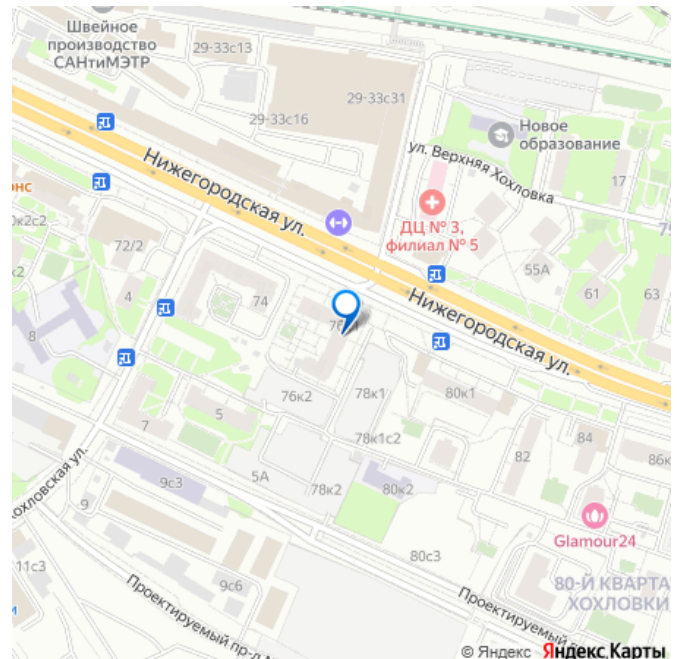 Швейное
производство
САНтиМЭТР
29-33с13
29-33с31
29-33с16
Новое
образование
ул. Верхняя Хохловка
17
Нижегородская ул.
ДЦ № 3,
филиал № 5
72/2
4
74
8
55А
61
63
Нижегородская ул.
76к2
78к1
80к1
5
7
78к1с2
82
84
86к
9с3
5А
78к2
80к2
9
Glamour24
80с3
11с3
9с6
80-Й КВАРТА
ХОХЛОВКИ
Проектируемый пр-д
Проектируемый
© Яндекс Яндекс Карты